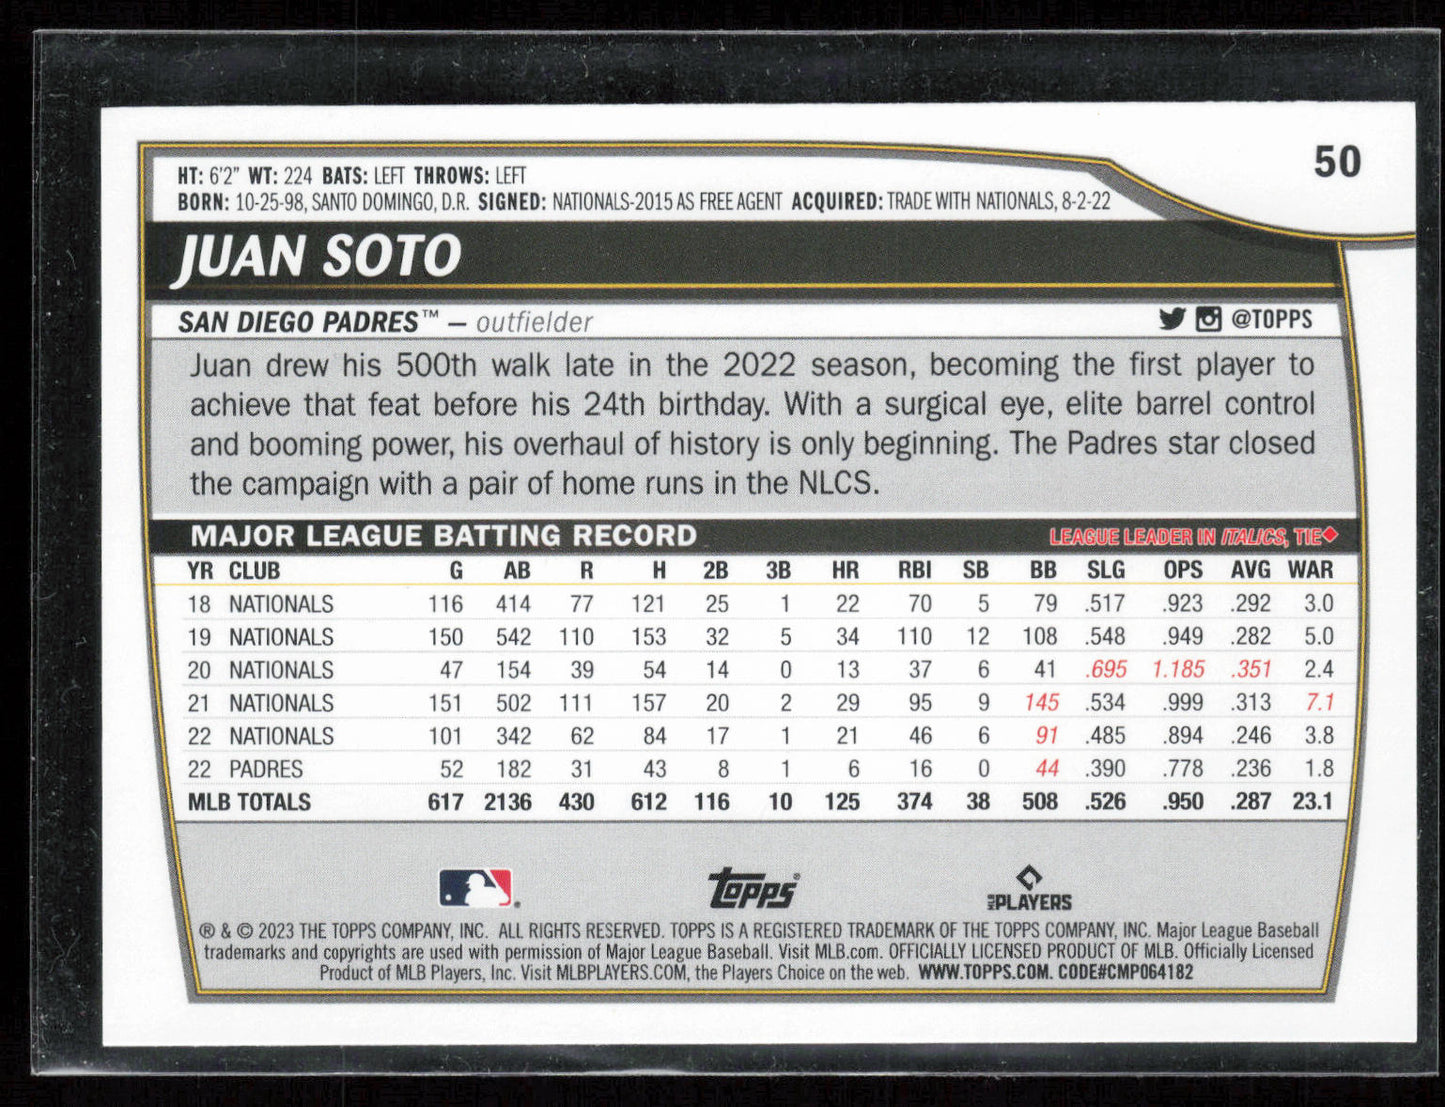 50
HT: 6'2" WT: 224 BATS: LEFT THROWS: LEFT
BORN: 10-25-98, SANTO DOMINGO, D.R. SIGNED: NATIONALS-2015 AS FREE AGENT ACQUIRED: TRADE WITH NATIONALS, 8-2-22
JUAN SOTO
SAN DIEGO PADRES™ – outfielder @TOPPS
Juan drew his 500th walk late in the 2022 season, becoming the first player to
achieve that feat before his 24th birthday. With a surgical eye, elite barrel control
and booming power, his overhaul of history is only beginning. The Padres star closed
the campaign with a pair of home runs in the NLCS.
MAJOR LEAGUE BATTING RECORD LEAGUE LEADER IN ITALICS, TIE◆
YR CLUB G AB R H 2B 3B HR RBI SB BB SLG OPS AVG WAR
18 NATIONALS 116 414 77 121 25 1 22 70 5 79 .517 .923 .292 3.0
19 NATIONALS 150 542 110 153 32 5 34 110 12 108 .548 .949 .282 5.0
20 NATIONALS 47 154 39 54 14 0 13 37 6 41 .695 1.185 .351 2.4
21 NATIONALS 151 502 111 157 20 2 29 95 9 145 .534 .999 .313 7.1
22 NATIONALS 101 342 62 84 17 1 21 46 6 91 .485 .894 .246 3.8
22 PADRES 52 182 31 43 8 1 6 16 0 44 .390 .778 .236 1.8
MLB TOTALS 617 2136 430 612 116 10 125 374 38 508 .526 .950 .287 23.1
Topps® MLB PLAYERS
® & © 2023 THE TOPPS COMPANY, INC. ALL RIGHTS RESERVED. TOPPS IS A REGISTERED TRADEMARK OF THE TOPPS COMPANY, INC. Major League Baseball
trademarks and copyrights are used with permission of Major League Baseball. Visit MLB.com. OFFICIALLY LICENSED PRODUCT OF MLB. Officially Licensed
Product of MLB Players, Inc. Visit MLBPLAYERS.COM, the Players Choice on the web. WWW.TOPPS.COM. CODE#CMP064182